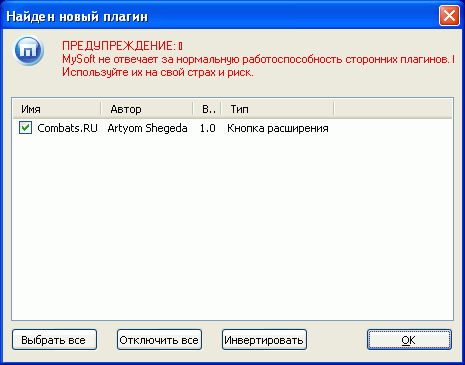 Найден новый плагин
ПРЕДУПРЕЖДЕНИЕ:
MySoft не отвечает за нормальную работоспособность сторонних плагинов.
Используйте их на свой страх и риск.
Имя Автор В.. Тип
Combats.RU Artyom Shegeda 1.0 Кнопка расширения
Выбрать все Отключить все Инвертировать OK